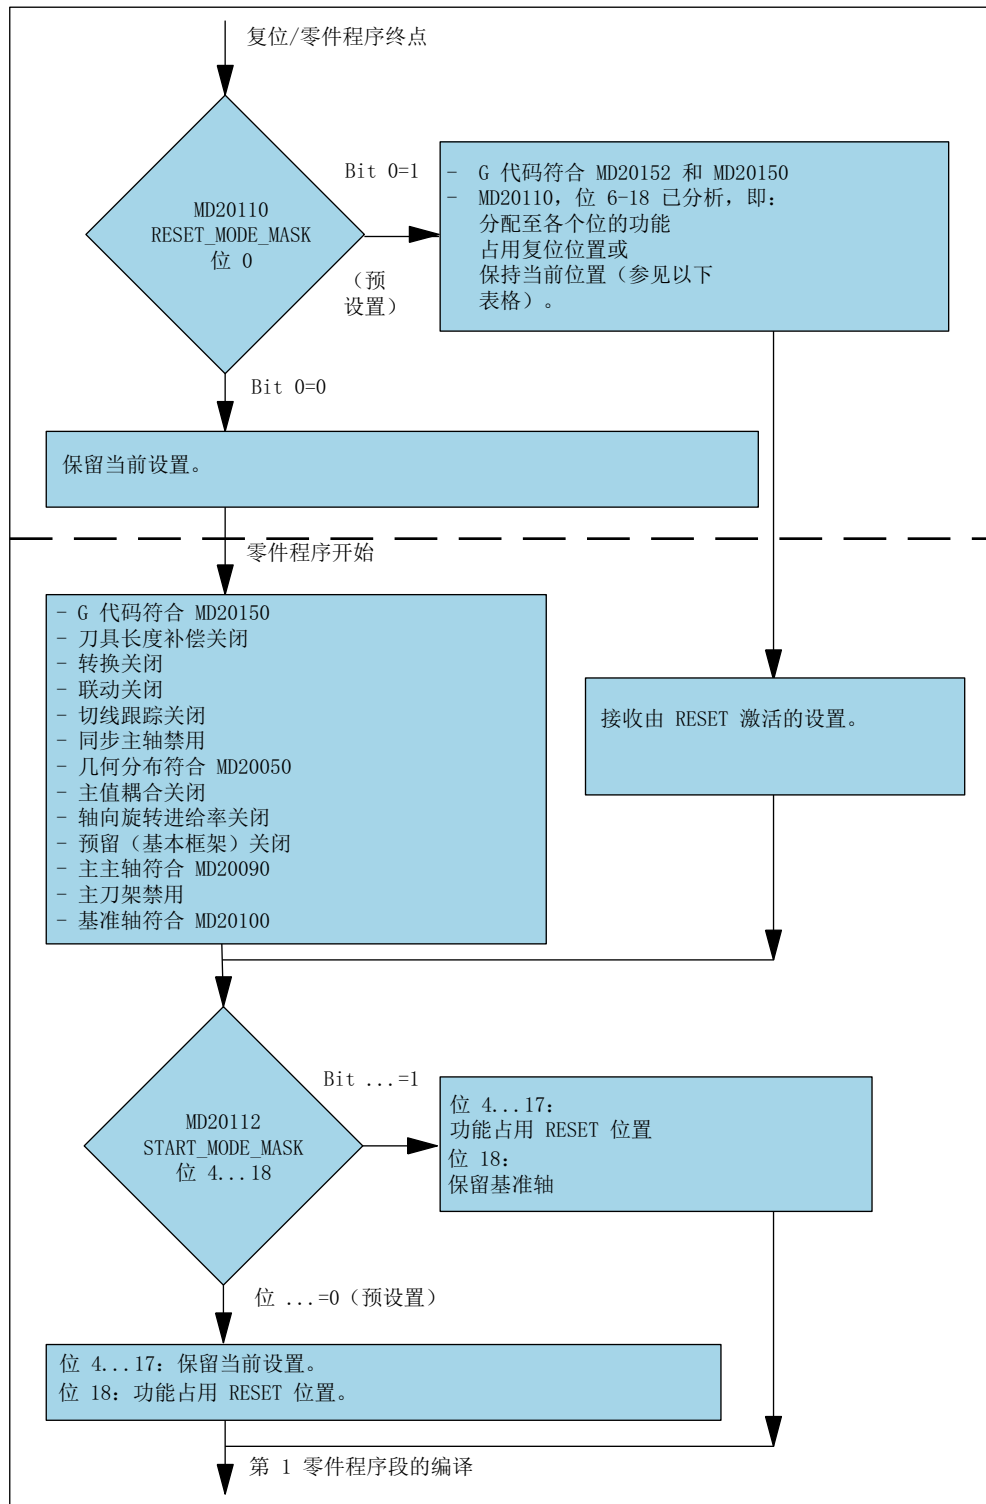 复位/零件程序终点
MD20110
RESET_MODE_MASK
位 0
Bit 0=1
（预
设置）
- G 代码符合 MD20152 和 MD20150
- MD20110, 位 6-18 已分析, 即:
分配至各个位的功能
占用复位位置或
保持当前位置（参见以下
表格）。
Bit 0=0
保留当前设置。
零件程序开始
- G 代码符合 MD20150
- 刀具长度补偿关闭
- 转换关闭
- 联动关闭
- 切线跟踪关闭
- 同步主轴禁用
- 几何分布符合 MD20050
- 主值耦合关闭
- 轴向旋转进给率关闭
- 预留（基本框架）关闭
- 主主轴符合 MD20090
- 主刀架禁用
- 基准轴符合 MD20100
接收由 RESET 激活的设置。
MD20112
START_MODE_MASK
位 4...18
Bit ...=1
位 4...17:
功能占用 RESET 位置
位 18:
保留基准轴
位 ...=0（预设置）
位 4...17: 保留当前设置。
位 18: 功能占用 RESET 位置。
第 1 零件程序段的编译